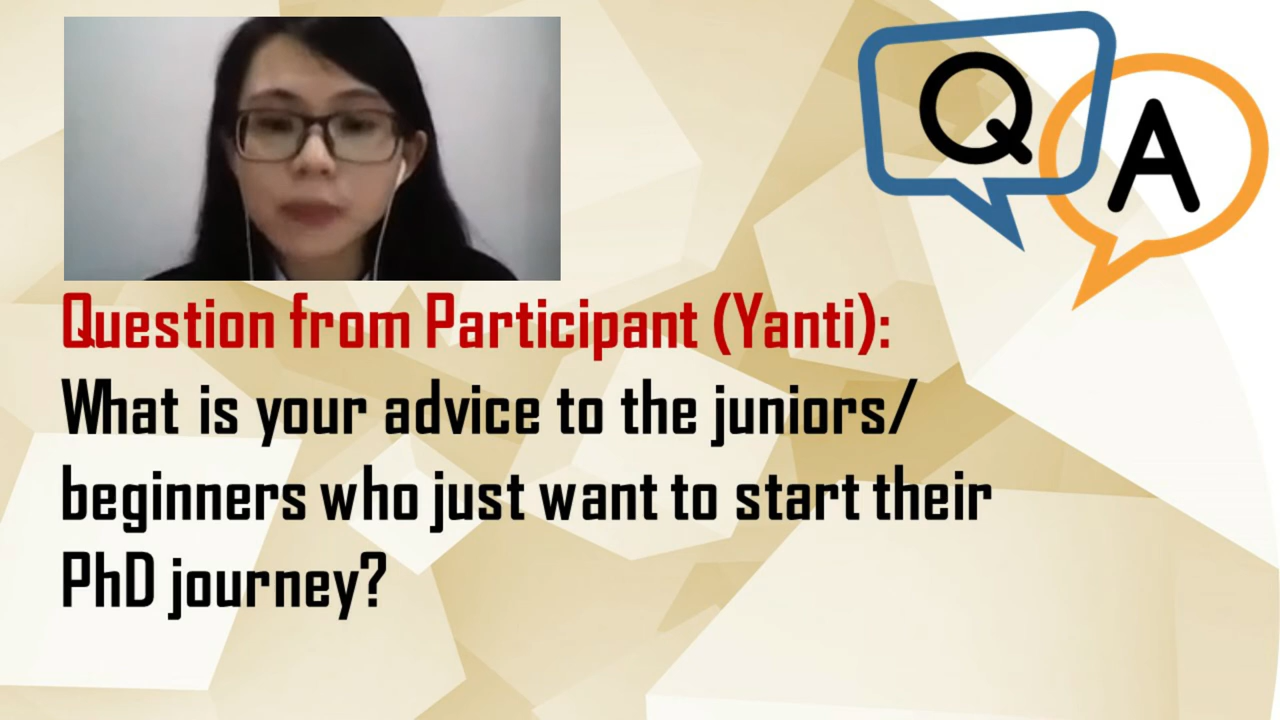 Q A
Question from Participant (Yanti):
What is your advice to the juniors/
beginners who just want to start their
PhD journey?